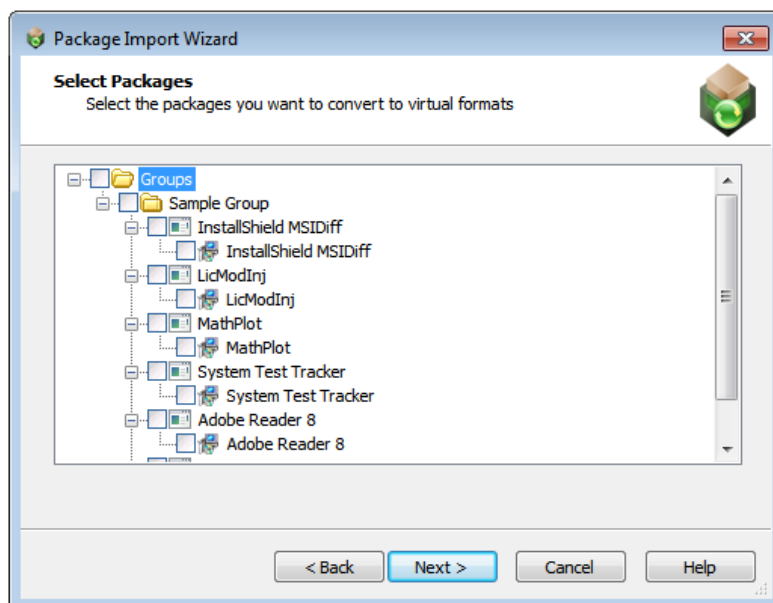 Package Import Wizard
Select Packages
Select the packages you want to convert to virtual formats
Groups
Sample Group
InstallShield MSIDiff
InstallShield MSIDiff
LicModInj
LicModInj
MathPlot
MathPlot
System Test Tracker
System Test Tracker
Adobe Reader 8
Adobe Reader 8
< Back
Next >
Cancel
Help